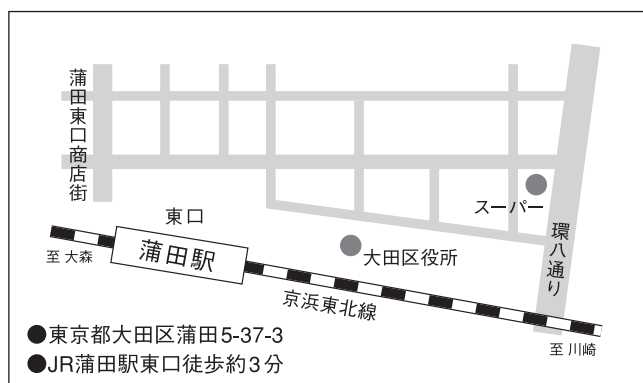 蒲田東口商店街
東口
蒲田駅
至 大森
スーパー
大田区役所
環八通り
京浜東北線
至 川崎
●東京都大田区蒲田5-37-3
●JR蒲田駅東口徒歩約3分